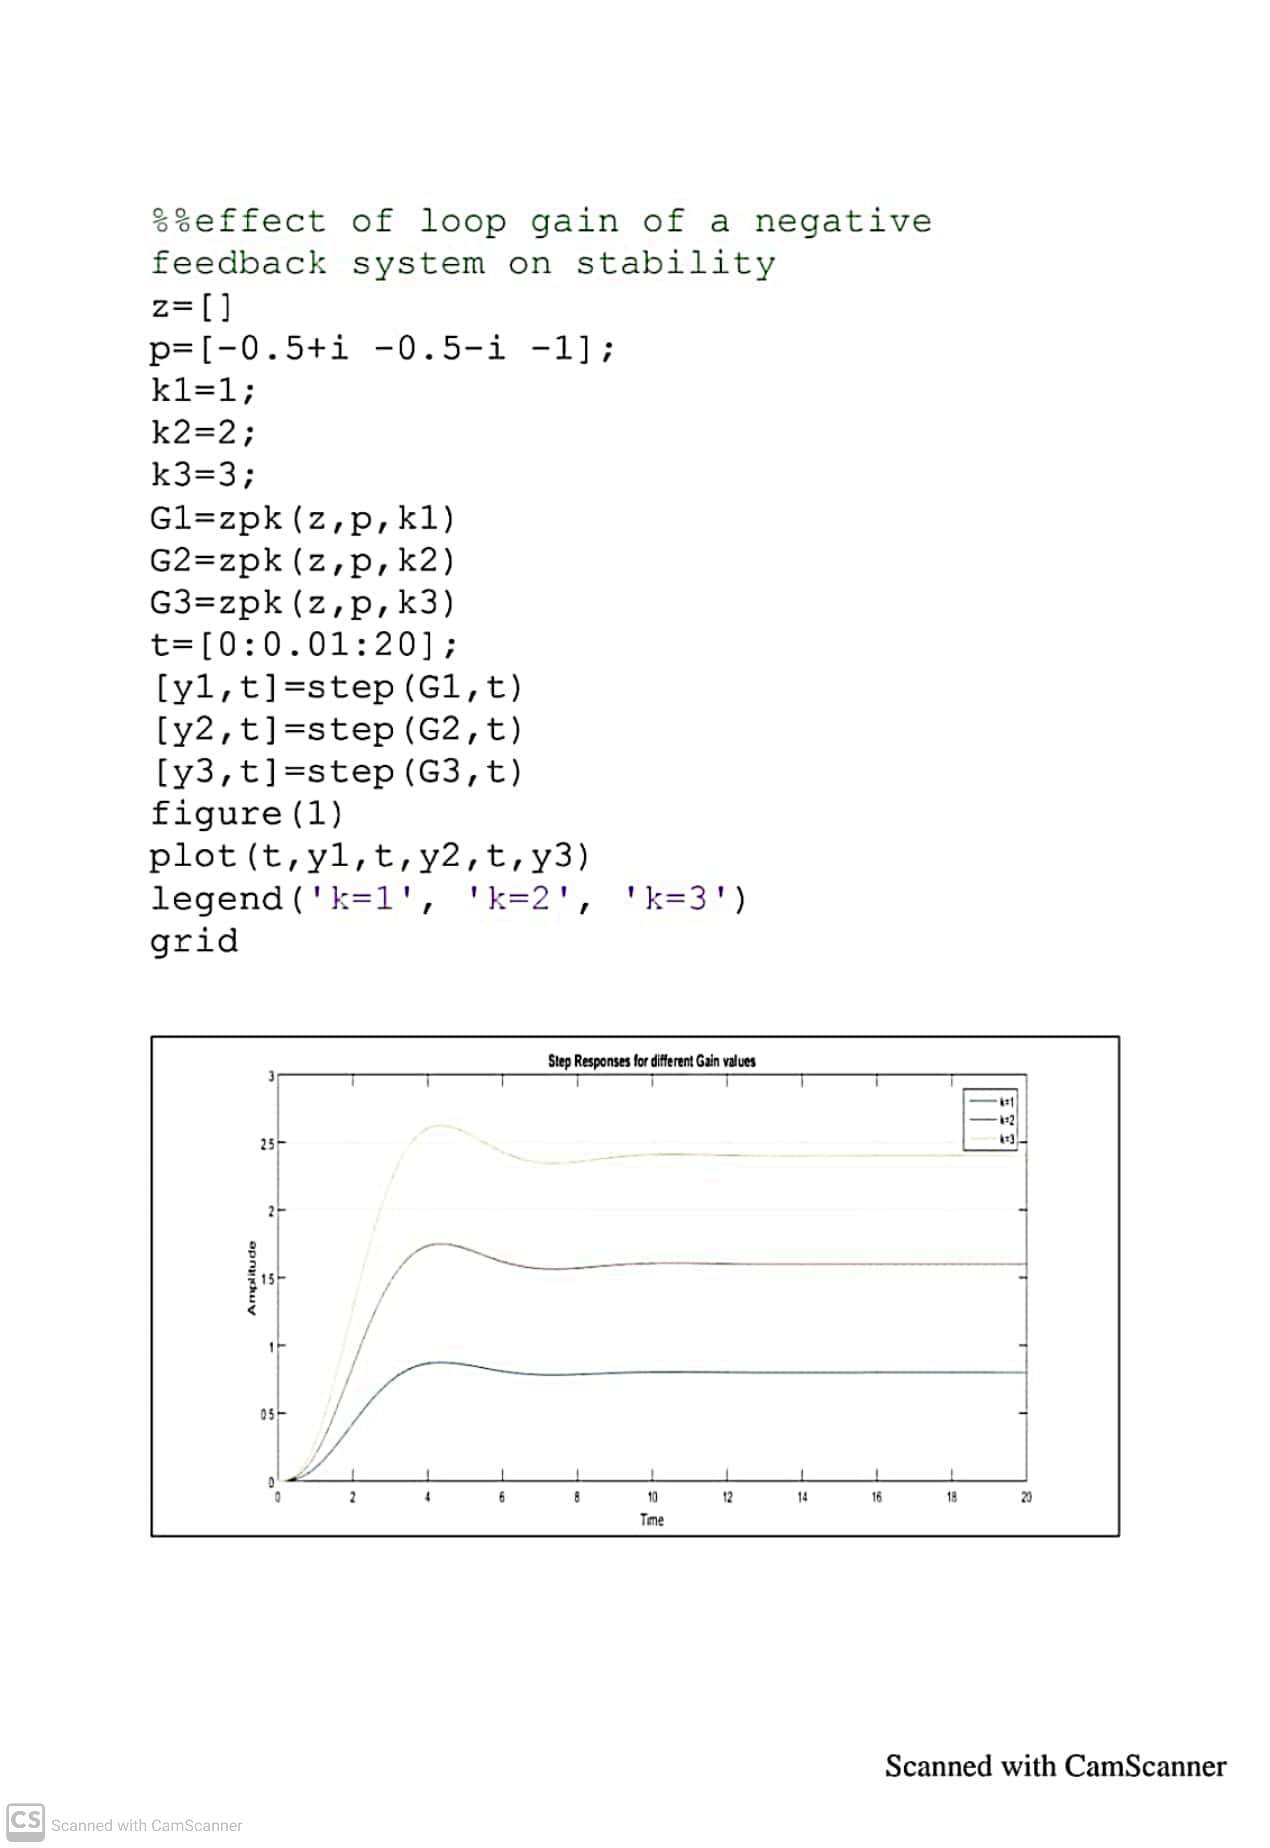 %%effect of loop gain of a negative
feedback system on stability
z=[]
p=[-0.5+i -0.5-i -1];
k1=1;
k2=2;
k3=3;
G1=zpk(z,p,k1)
G2=zpk(z,p,k2)
G3=zpk(z,p,k3)
t=[0:0.01:20];
[y1,t]=step(G1,t)
[y2,t]=step(G2,t)
[y3,t]=step(G3,t)
figure(1)
plot(t,y1,t,y2,t,y3)
legend('k=1', 'k=2', 'k=3')
grid
Step Responses for different Gain values
k=1
k=2
k=3
3
2.5
2
1.5
1
0.5
0
Amplitude
0 2 4 6 8 10 12 14 16 18 20
Time
Scanned with CamScanner
CS Scanned with CamScanner